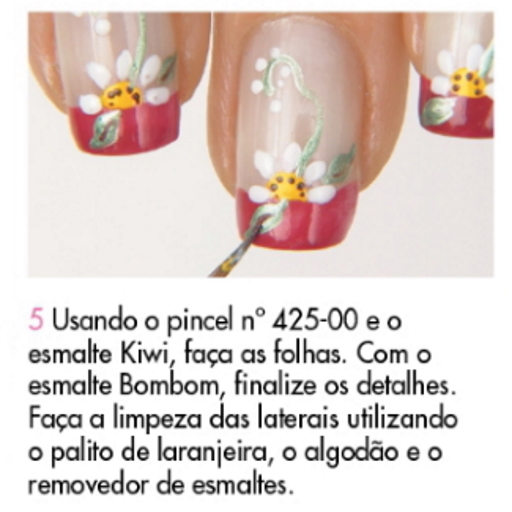 5 Usando o pincel nº 425-00 e o
esmalte Kiwi, faça as folhas. Com o
esmalte Bombom, finalize os detalhes.
Faça a limpeza das laterais utilizando
o palito de laranjeira, o algodão e o
removedor de esmaltes.